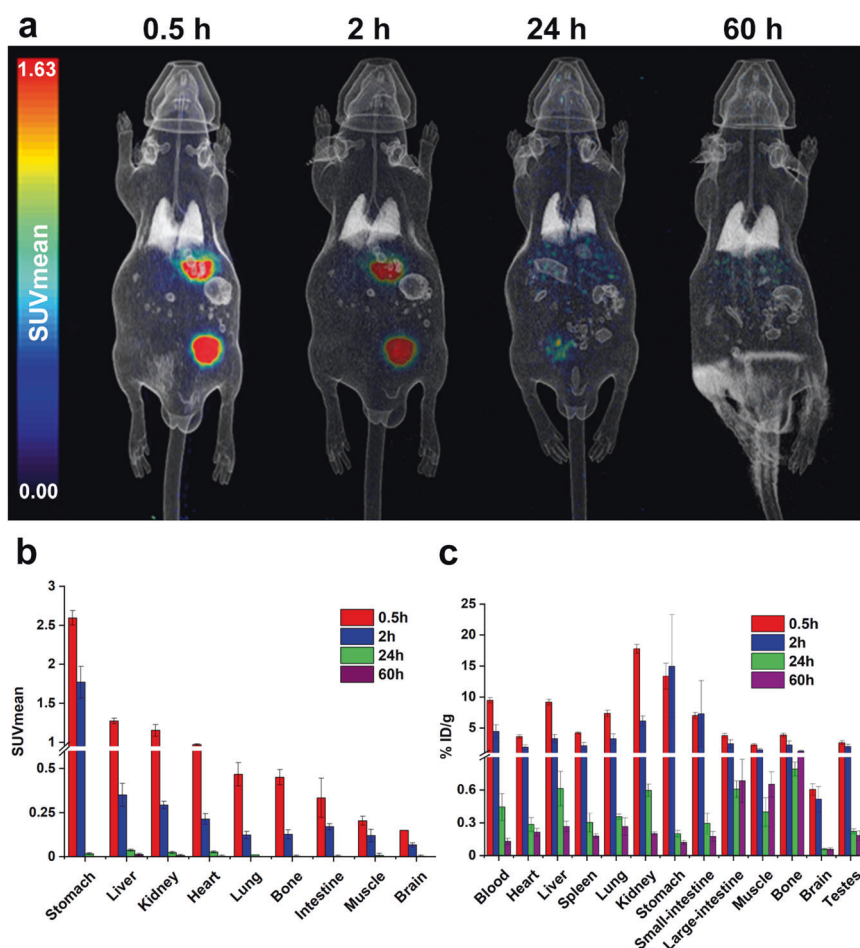 a
0.5 h
2 h
24 h
60 h
1.63
SUVmean
0.00
b
3
2.5
2
1.5
1
0.5
0.25
0
SUVmean
0.5h
2h
24h
60h
Stomach
Liver
Kidney
Heart
Lung
Bone
Intestine
Muscle
Brain
c
25
20
15
10
5
0.6
0.3
0.0
% ID/g
0.5h
2h
24h
60h
Blood
Heart
Liver
Spleen
Lung
Kidney
Stomach
Small-intestine
Large-intestine
Muscle
Bone
Brain
Testes